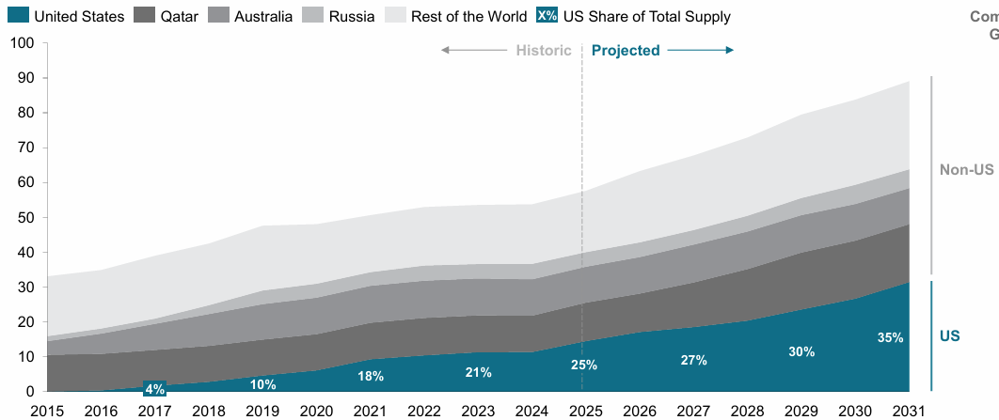 United States Qatar Australia Russia Rest of the World X% US Share of Total Supply
Historic Projected
100
90
80
70
60
50
40
30
20
10
0
Non-US
US
4% 10% 18% 21% 25% 27% 30% 35%
2015 2016 2017 2018 2019 2020 2021 2022 2023 2024 2025 2026 2027 2028 2029 2030 2031